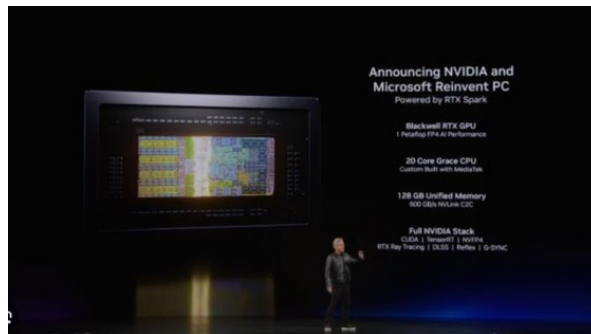 Announcing NVIDIA and
Microsoft Reinvent PC
Powered by RTX Spark
Blackwell RTX GPU
1 Petaflop FP4 AI Performance
20 Core Grace CPU
Custom Built with MediaTek
128 GB Unified Memory
600 GB/s NVLink C2C
Full NVIDIA Stack
CUDA | TensorRT | NVFP4
RTX Ray Tracing | DLSS | Reflex | G-SYNC